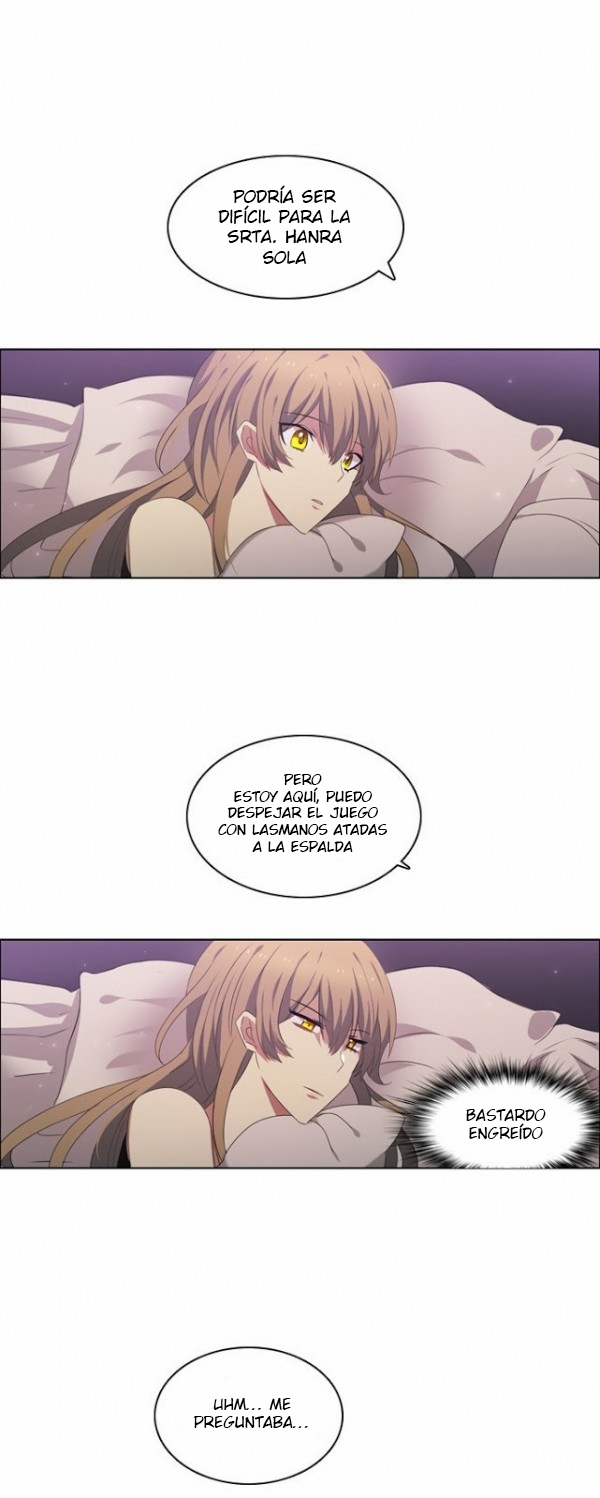 PODRÍA SER
DIFÍCIL PARA LA
SRTA. HANRA
SOLA
PERO
ESTOY AQUÍ, PUEDO
DESPEJAR EL JUEGO
CON LASMANOS ATADAS
A LA ESPALDA
BASTARDO
ENGREÍDO
UHM... ME
PREGUNTABA...